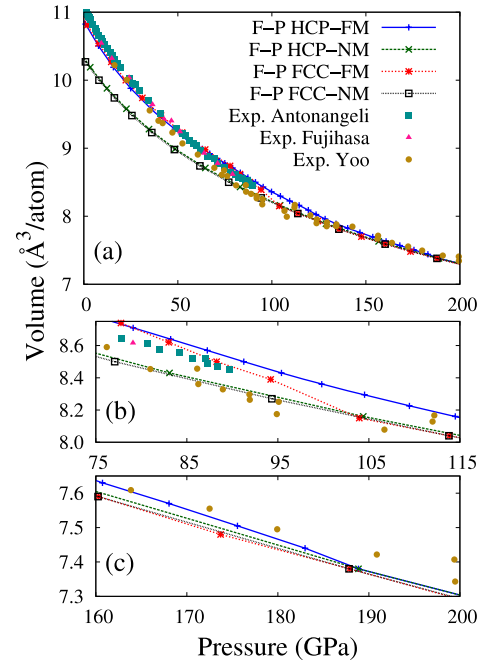 (a)
F–P HCP–FM
F–P HCP–NM
F–P FCC–FM
F–P FCC–NM
Exp. Antonangeli
Exp. Fujihasa
Exp. Yoo
11
10
9
8
7
0 50 100 150 200
Volume (Å³/atom)
(b)
8.6
8.4
8.2
8.0
75 85 95 105 115
(c)
7.6
7.5
7.4
7.3
160 170 180 190 200
Pressure (GPa)